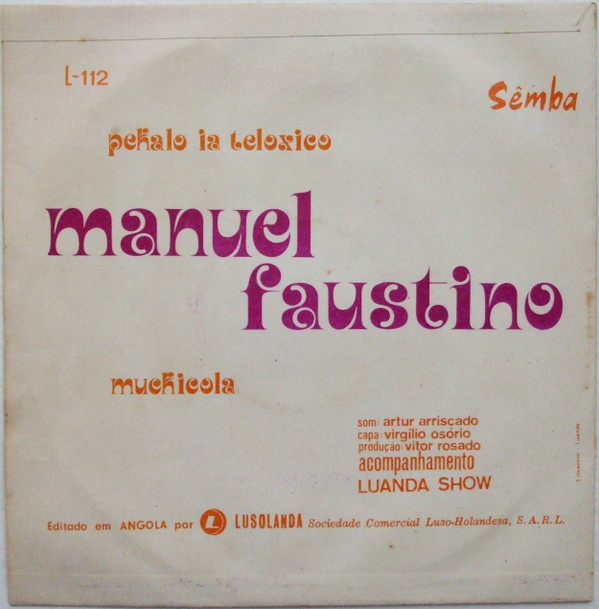 L-112
Sêmba
pekalo ia teloxico
manuel
faustino
muchicola
som: artur arriscado
capa: virgílio osório
produção: vitor rosado
acompanhamento
LUANDA SHOW
Editado em ANGOLA por L LUSOLANDA Sociedade Comercial Luso-Holandesa, S.A.R.L.